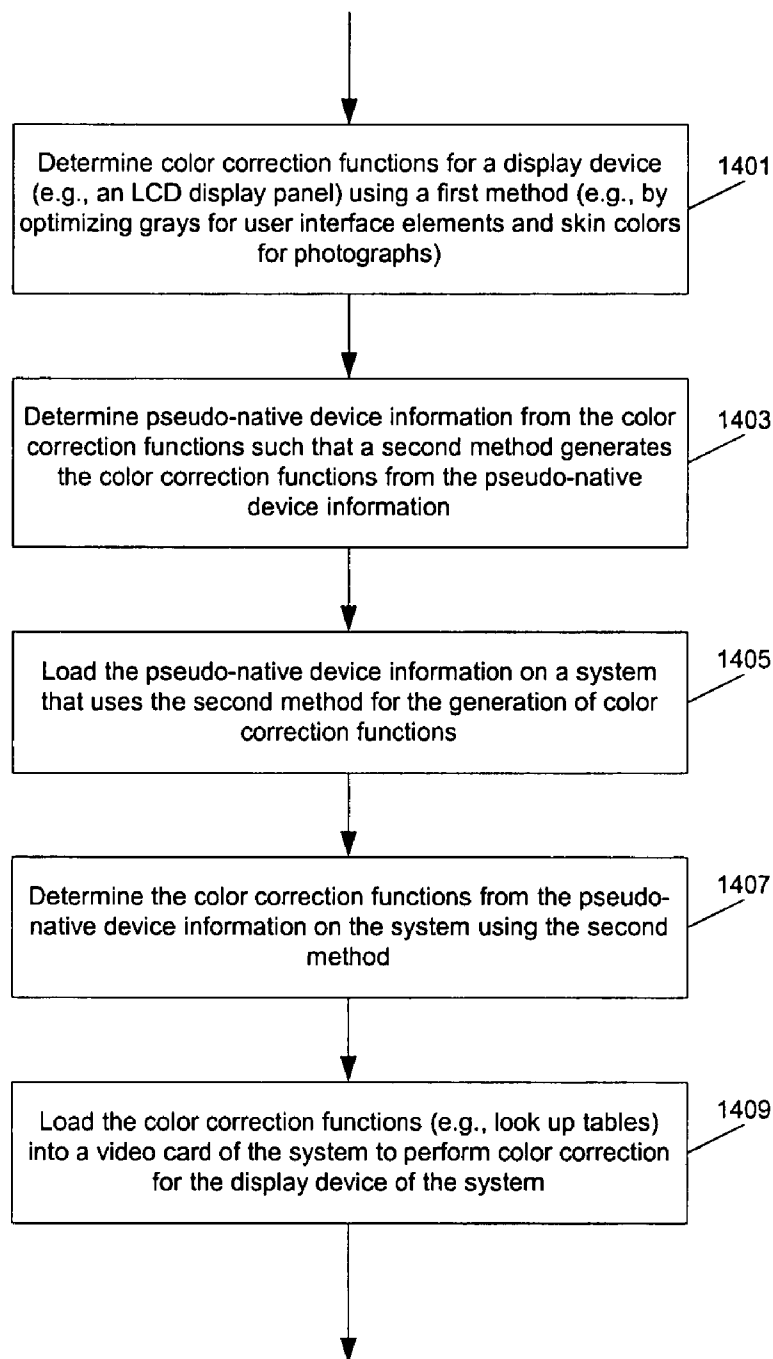 Determine color correction functions for a display device
(e.g., an LCD display panel) using a first method (e.g., by
optimizing grays for user interface elements and skin colors
for photographs)
1401
Determine pseudo-native device information from the color
correction functions such that a second method generates
the color correction functions from the pseudo-native
device information
1403
Load the pseudo-native device information on a system
that uses the second method for the generation of color
correction functions
1405
Determine the color correction functions from the pseudo-
native device information on the system using the second
method
1407
Load the color correction functions (e.g., look up tables)
into a video card of the system to perform color correction
for the display device of the system
1409